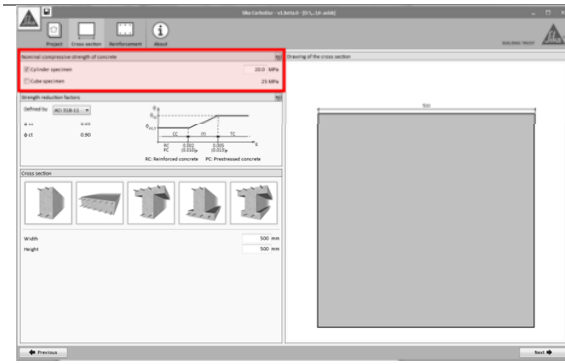 Project
Cross section
Reinforcement
About
BUILDING TRUST
Nominal compressive strength of concrete
Cylinder specimen
20.0 MPa
Cube specimen
25 MPa
Strength reduction factors
Defined by
ACI 318-11
ϕ ct 0.90
CC (t) TC
RC 0.002 0.005
PC
RC: Reinforced concrete PC: Prestressed concrete
Cross section
Width 500 mm
Height 500 mm
Drawing of the cross section
500
Previous
Next